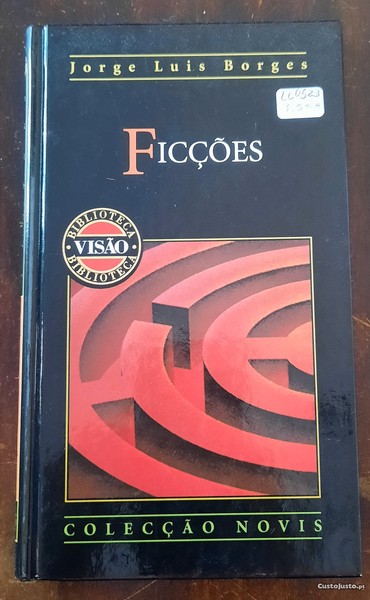 Jorge Luis Borges
FICÇÕES
BIBLIOTECA
VISÃO
BIBLIOTECA
COLECÇÃO NOVIS
CustoJusto.pt